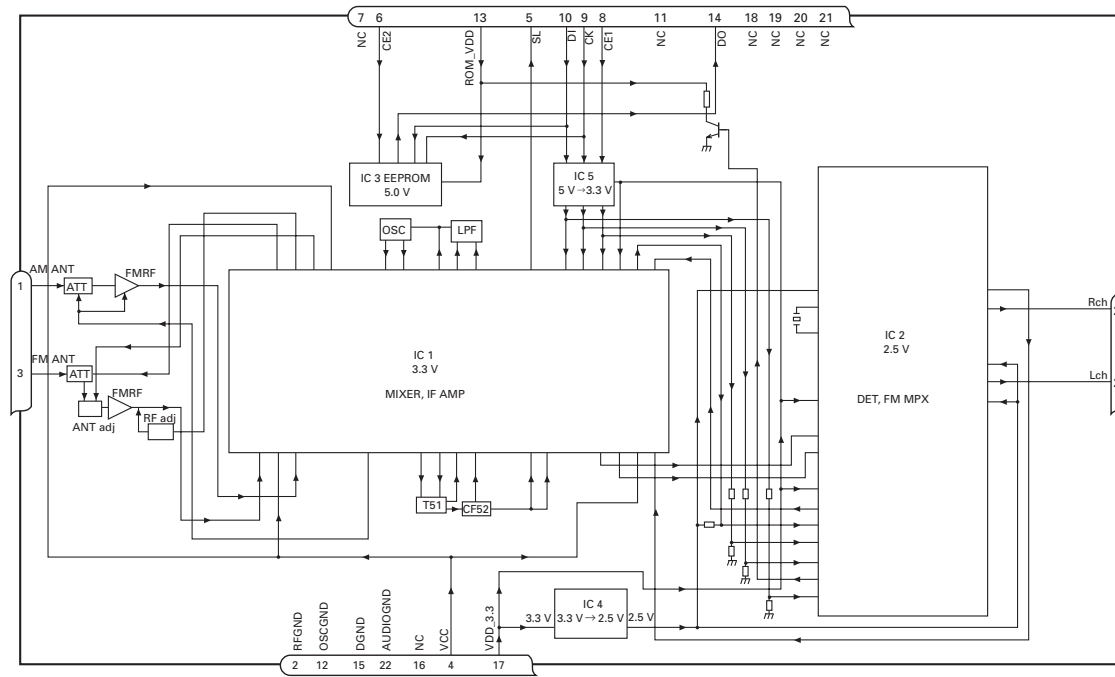 7 6 13 5 10 9 8 11 14 18 19 20 21
NC CE2 ROM_VDD SL DI CK CE1 NC DO NC NC NC NC
IC 3 EEPROM
5.0 V
IC 5
5 V→3.3 V
OSC
LPF
AM ANT
1
ATT
FMRF
FM ANT
3
ATT
FMRF
RF adj
ANT adj
IC 1
3.3 V
MIXER, IF AMP
IC 2
2.5 V
DET, FM MPX
Rch
Lch
T51
CF52
3.3 V
IC 4
3.3 V→2.5 V
2.5 V
RFGND OSCGND DGND AUDIOGND NC VCC VDD_3.3
2 12 15 22 16 4 17